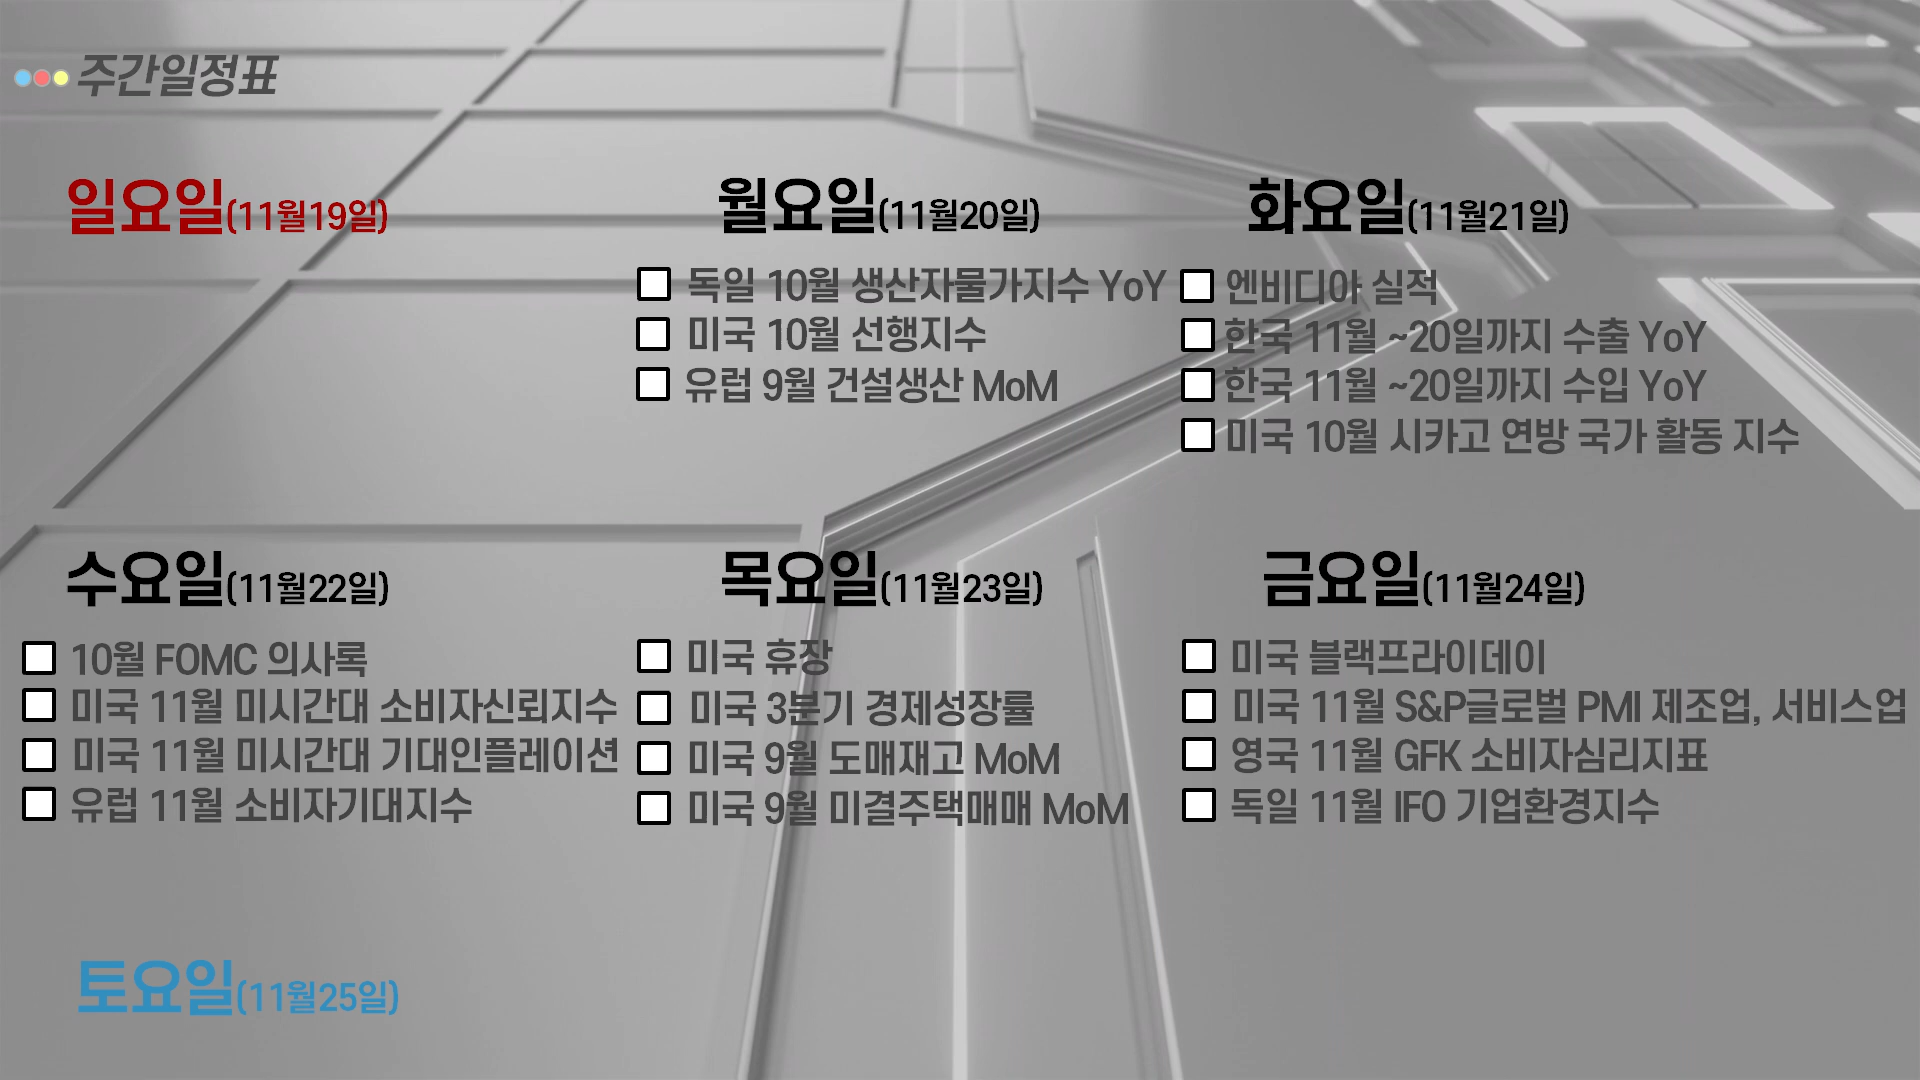 주간일정표
일요일(11월19일)
월요일(11월20일)
독일 10월 생산자물가지수 YoY
미국 10월 선행지수
유럽 9월 건설생산 MoM
화요일(11월21일)
엔비디아 실적
한국 11월 ~20일까지 수출 YoY
한국 11월 ~20일까지 수입 YoY
미국 10월 시카고 연방 국가 활동 지수
수요일(11월22일)
10월 FOMC 의사록
미국 11월 미시간대 소비자신뢰지수
미국 11월 미시간대 기대인플레이션
유럽 11월 소비자기대지수
목요일(11월23일)
미국 휴장
미국 3분기 경제성장률
미국 9월 도매재고 MoM
미국 9월 미결주택매매 MoM
금요일(11월24일)
미국 블랙프라이데이
미국 11월 S&P글로벌 PMI 제조업, 서비스업
영국 11월 GFK 소비자심리지표
독일 11월 IFO 기업환경지수
토요일(11월25일)